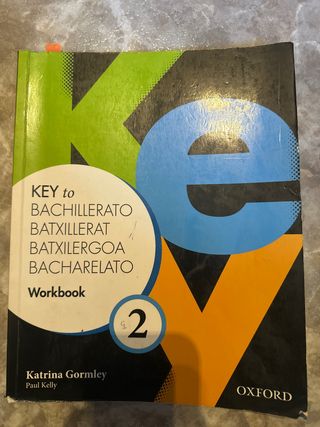 Key
KEY to
BACHILLERATO
BATXILLERAT
BATXILERGOA
BACHARELATO
Workbook
2
Katrina Gormley
Paul Kelly
OXFORD